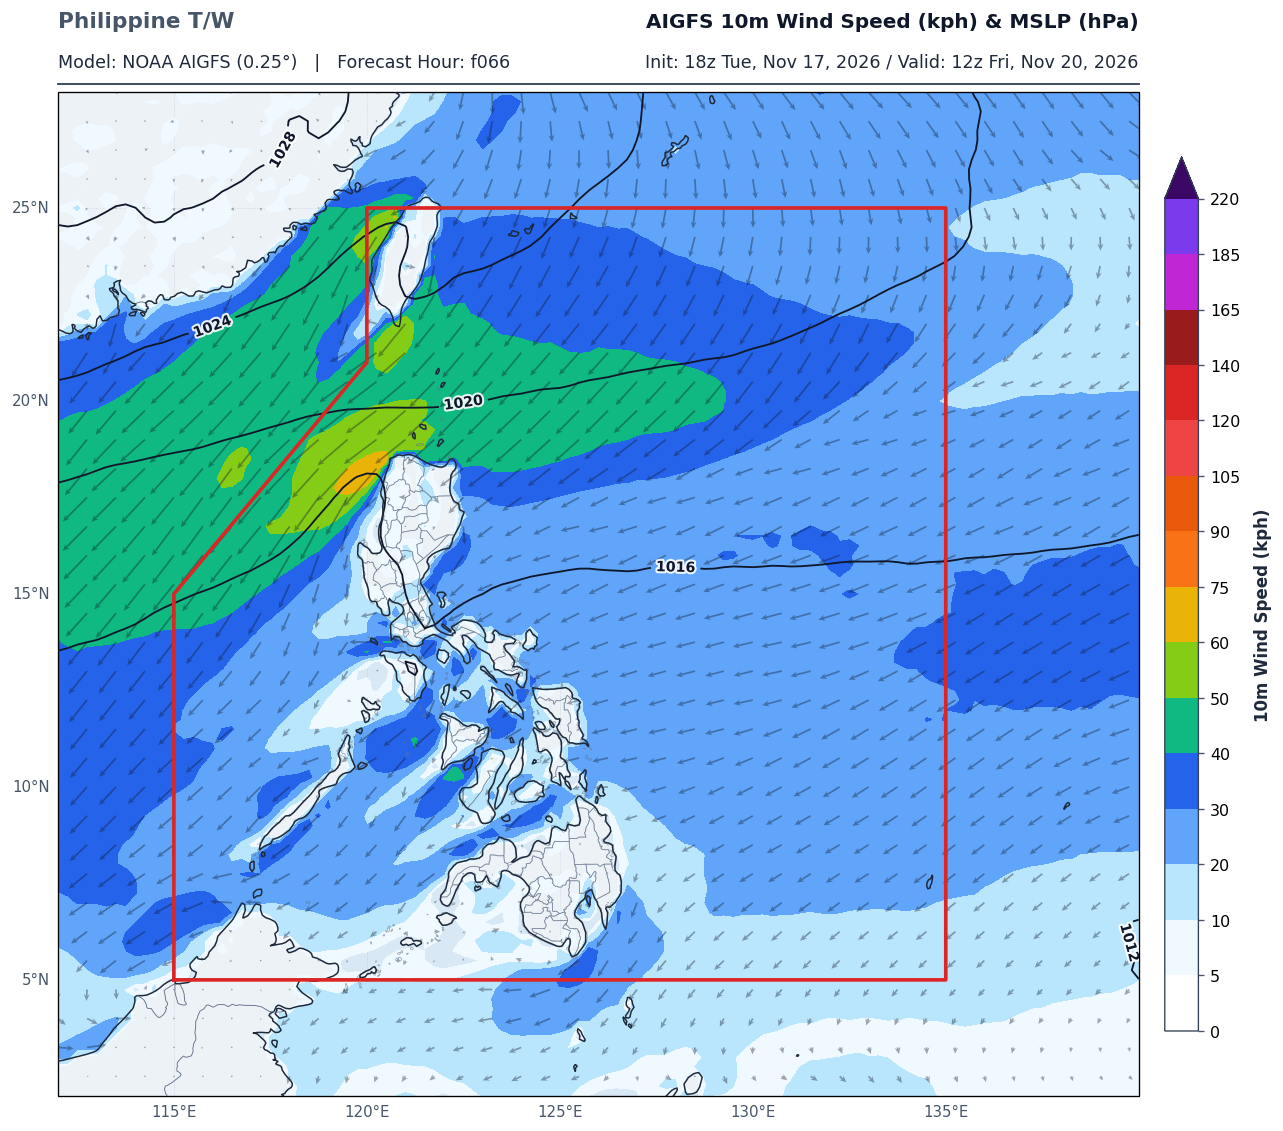 Philippine T/W
AIGFS 10m Wind Speed (kph) & MSLP (hPa)
Model: NOAA AIGFS (0.25°) | Forecast Hour: f066
Init: 18z Tue, Nov 17, 2026 / Valid: 12z Fri, Nov 20, 2026
1028
1024
1020
1016
1012
25°N
20°N
15°N
10°N
5°N
115°E
120°E
125°E
130°E
135°E
220
185
165
140
120
105
90
75
60
50
40
30
20
10
5
0
10m Wind Speed (kph)